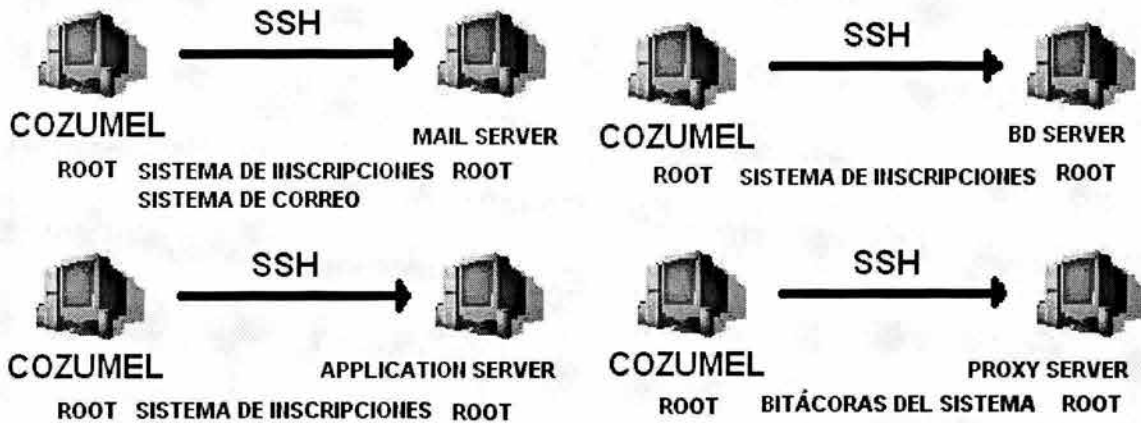 SSH
COZUMEL
MAIL SERVER
ROOT SISTEMA DE INSCRIPCIONES ROOT
SISTEMA DE CORREO
SSH
COZUMEL
BD SERVER
ROOT SISTEMA DE INSCRIPCIONES ROOT
SSH
COZUMEL
APPLICATION SERVER
ROOT SISTEMA DE INSCRIPCIONES ROOT
SSH
COZUMEL
PROXY SERVER
ROOT BITÁCORAS DEL SISTEMA ROOT